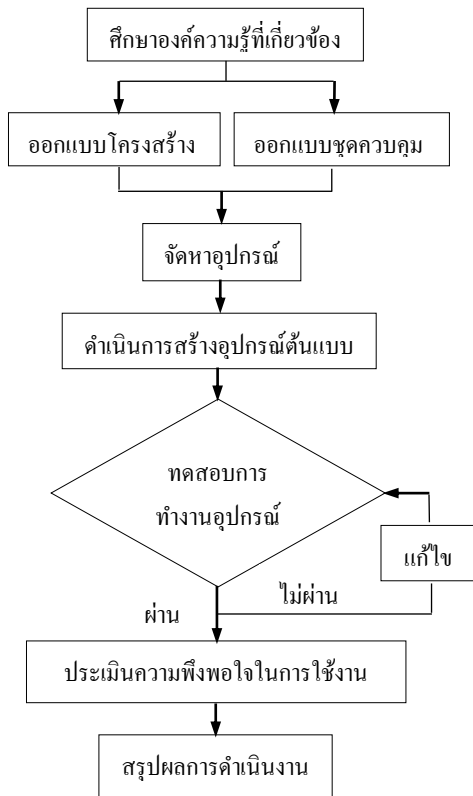 ศึกษาองค์ความรู้ที่เกี่ยวข้อง
ออกแบบโครงสร้าง
ออกแบบชุดควบคุม
จัดหาอุปกรณ์
ดำเนินการสร้างอุปกรณ์ต้นแบบ
ทดสอบการ
ทำงานอุปกรณ์
แก้ไข
ไม่ผ่าน
ผ่าน
ประเมินความพึงพอใจในการใช้งาน
สรุปผลการดำเนินงาน